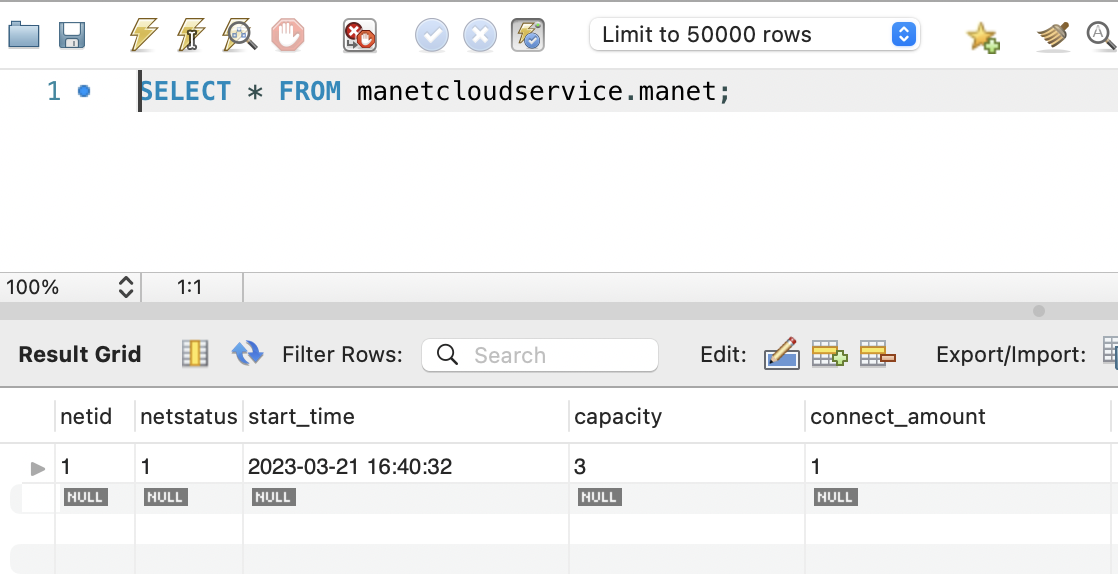 Limit to 50000 rows
1 SELECT * FROM manetcloudservice.manet;
100% 1:1
Result Grid Filter Rows: Search Edit: Export/Import:
netid netstatus start_time capacity connect_amount
1 1 2023-03-21 16:40:32 3 1
NULL NULL NULL NULL NULL